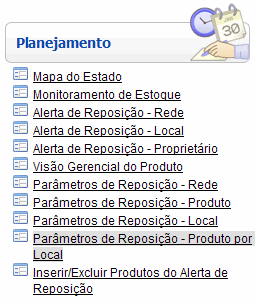 30
Planejamento
Mapa do Estado
Monitoramento de Estoque
Alerta de Reposição - Rede
Alerta de Reposição - Local
Alerta de Reposição - Proprietário
Visão Gerencial do Produto
Parâmetros de Reposição - Rede
Parâmetros de Reposição - Produto
Parâmetros de Reposição - Local
Parâmetros de Reposição - Produto por
Local
Inserir/Excluir Produtos do Alerta de
Reposição